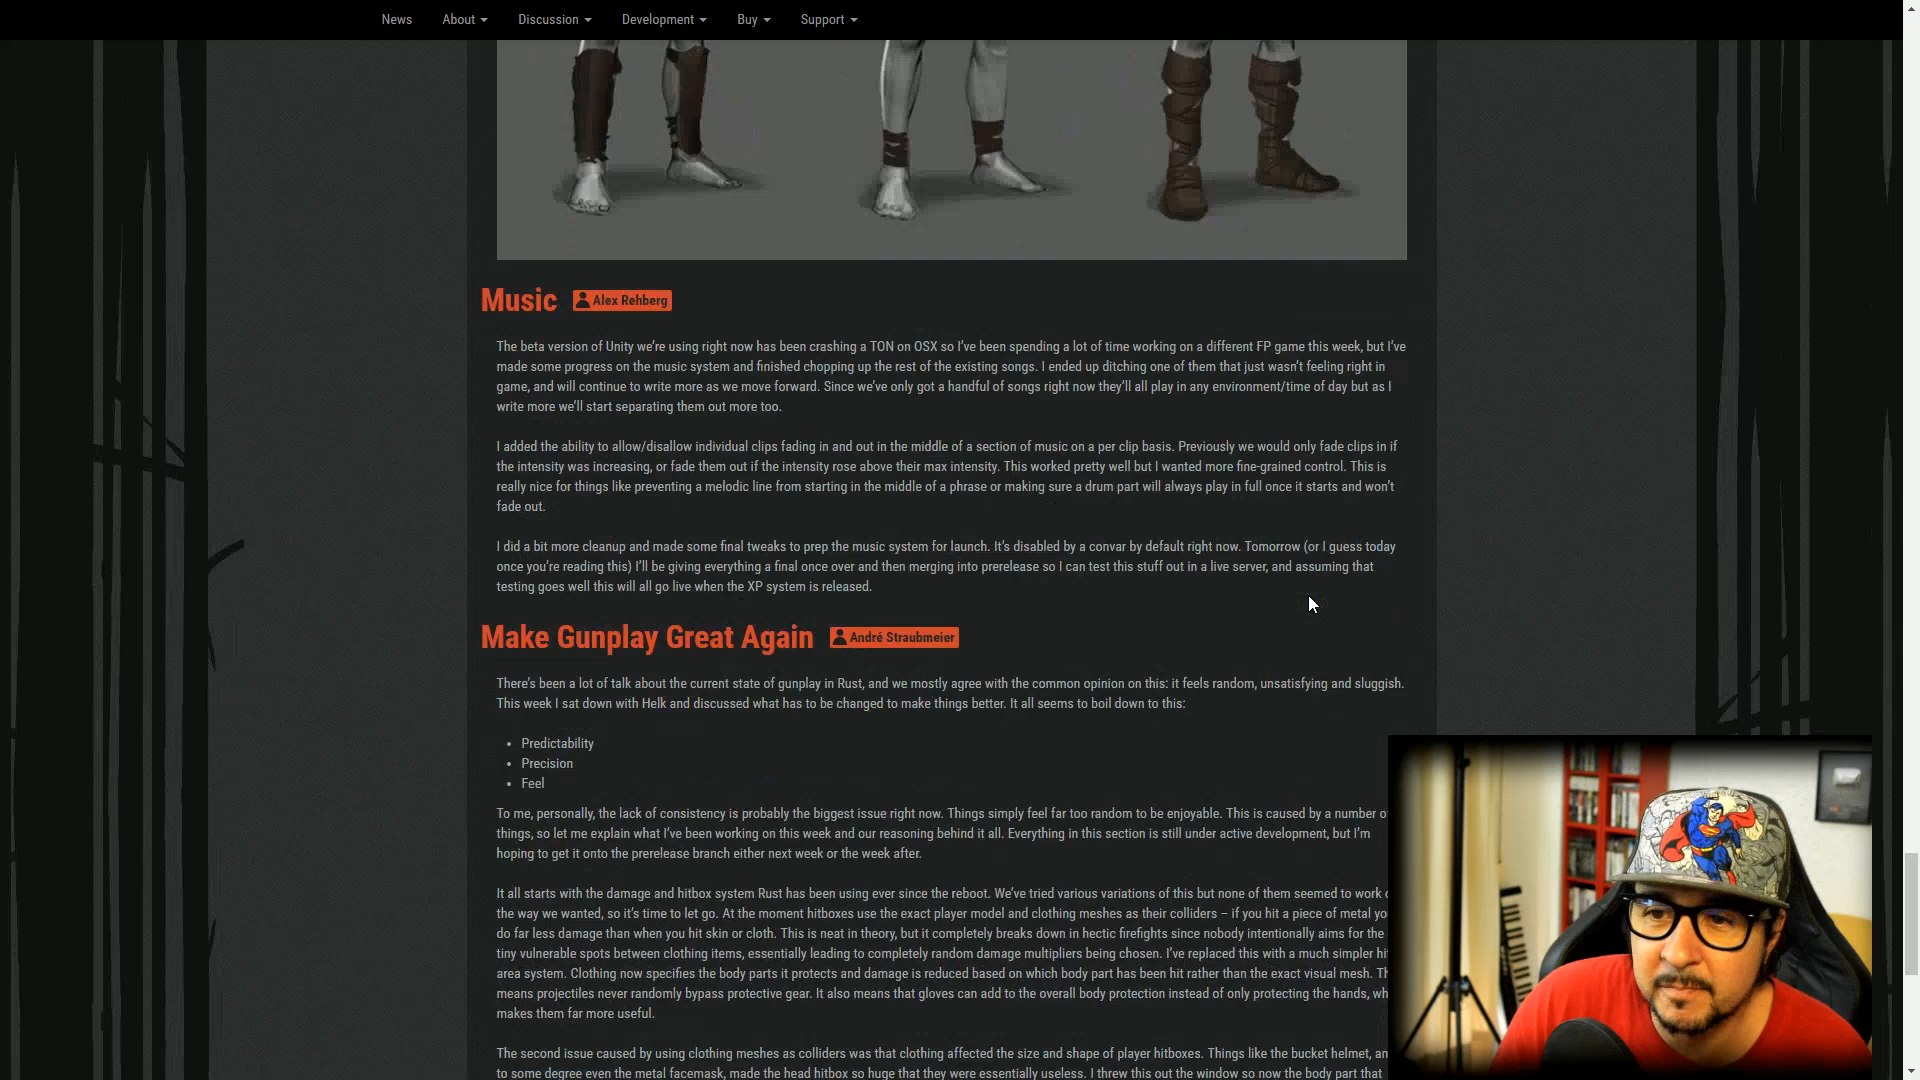 News About Discussion Development Buy Support
Music Alex Rehberg
The beta version of Unity we're using right now has been crashing a TON on OSX so I've been spending a lot of time working on a different FP game this week, but I've
made some progress on the music system and finished chopping up the rest of the existing songs. I ended up ditching one of them that just wasn't feeling right in
game, and will continue to write more as we move forward. Since we've only got a handful of songs right now they'll all play in any environment/time of day but as I
write more we'll start separating them out more too.
I added the ability to allow/disallow individual clips fading in and out in the middle of a section of music on a per clip basis. Previously we would only fade clips in if
the intensity was increasing, or fade them out if the intensity rose above their max intensity. This worked pretty well but I wanted more fine-grained control. This is
really nice for things like preventing a melodic line from starting in the middle of a phrase or making sure a drum part will always play in full once it starts and won't
fade out.
I did a bit more cleanup and made some final tweaks to prep the music system for launch. It's disabled by a convar by default right now. Tomorrow (or I guess today
once you're reading this) I'll be giving everything a final once over and then merging into prerelease so I can test this stuff out in a live server, and assuming that
testing goes well this will all go live when the XP system is released.
Make Gunplay Great Again André Straubmeier
There's been a lot of talk about the current state of gunplay in Rust, and we mostly agree with the common opinion on this: it feels random, unsatisfying and sluggish.
This week I sat down with Helk and discussed what has to be changed to make things better. It all seems to boil down to this:
• Predictability
• Precision
• Feel
To me, personally, the lack of consistency is probably the biggest issue right now. Things simply feel far too random to be enjoyable. This is caused by a number
things, so let me explain what I've been working on this week and our reasoning behind it all. Everything in this section is still under active development, but I'm
hoping to get it onto the prerelease branch either next week or the week after.
It all starts with the damage and hitbox system Rust has been using ever since the reboot. We've tried various variations of this but none of them seemed to work
the way we wanted, so it's time to let go. At the moment hitboxes use the exact player model and clothing meshes as their colliders – if you hit a piece of metal
do far less damage than when you hit skin or cloth. This is neat in theory, but it completely breaks down in hectic firefights since nobody intentionally aims for the
tiny vulnerable spots between clothing items, essentially leading to completely random damage multipliers being chosen. I've replaced this with a much simpler
area system. Clothing now specifies the body parts it protects and damage is reduced based on which body part has been hit rather than the exact visual mesh.
means projectiles never randomly bypass protective gear. It also means that gloves can add to the overall body protection instead of only protecting the hands,
makes them far more useful.
The second issue caused by using clothing meshes as colliders was that clothing affected the size and shape of player hitboxes. Things like the bucket helmet,
to some degree even the metal facemask, made the head hitbox so huge that they were essentially useless. I threw this out the window so now the body part that